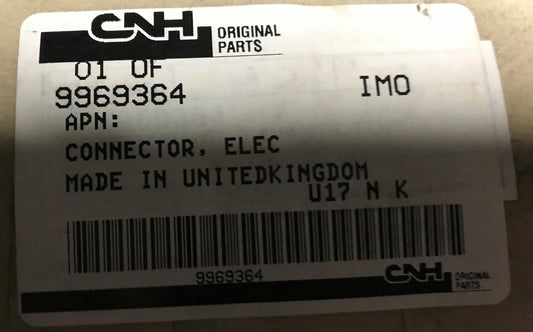 CNH ORIGINAL
PARTS
01 OF
9969364 IMO
APN:
CONNECTOR, ELEC
MADE IN UNITEDKINGDOM
U17 N K
9969364
CNH ORIGINAL
PARTS